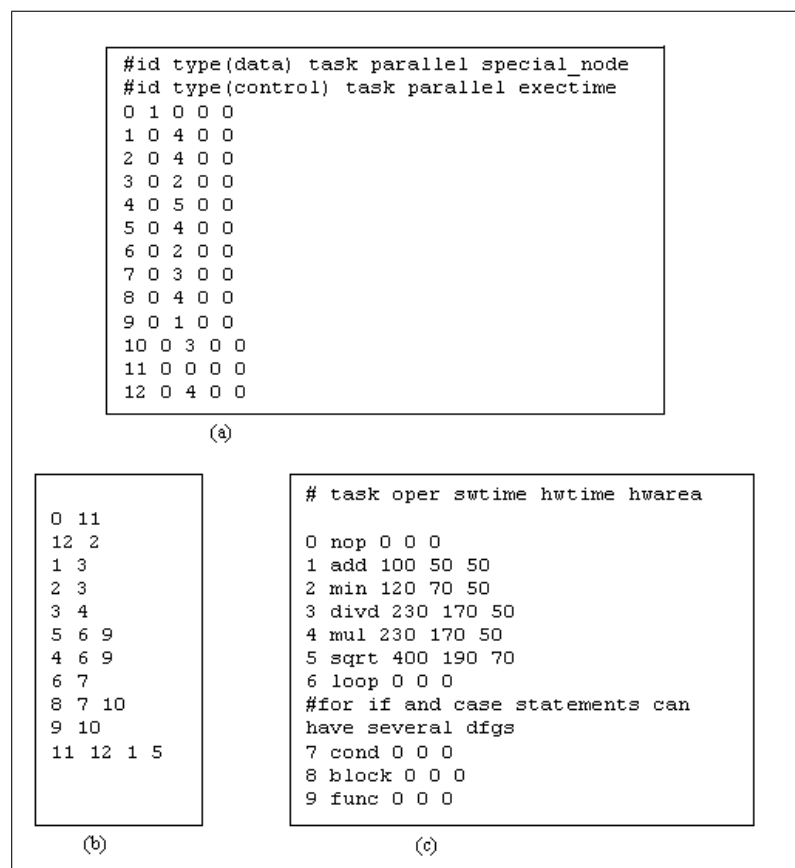 #id type(data) task parallel special_node
#id type(control) task parallel exectime
0 1 0 0 0
1 0 4 0 0
2 0 4 0 0
3 0 2 0 0
4 0 5 0 0
5 0 4 0 0
6 0 2 0 0
7 0 3 0 0
8 0 4 0 0
9 0 1 0 0
10 0 3 0 0
11 0 0 0 0
12 0 4 0 0
(a)
0 11
12 2
1 3
2 3
3 4
5 6 9
4 6 9
6 7
8 7 10
9 10
11 12 1 5
(b)
# task oper swtime hwtime hwarea
0 nop 0 0 0
1 add 100 50 50
2 min 120 70 50
3 divd 230 170 50
4 mul 230 170 50
5 sqrt 400 190 70
6 loop 0 0 0
#for if and case statements can
have several dfgs
7 cond 0 0 0
8 block 0 0 0
9 func 0 0 0
(c)